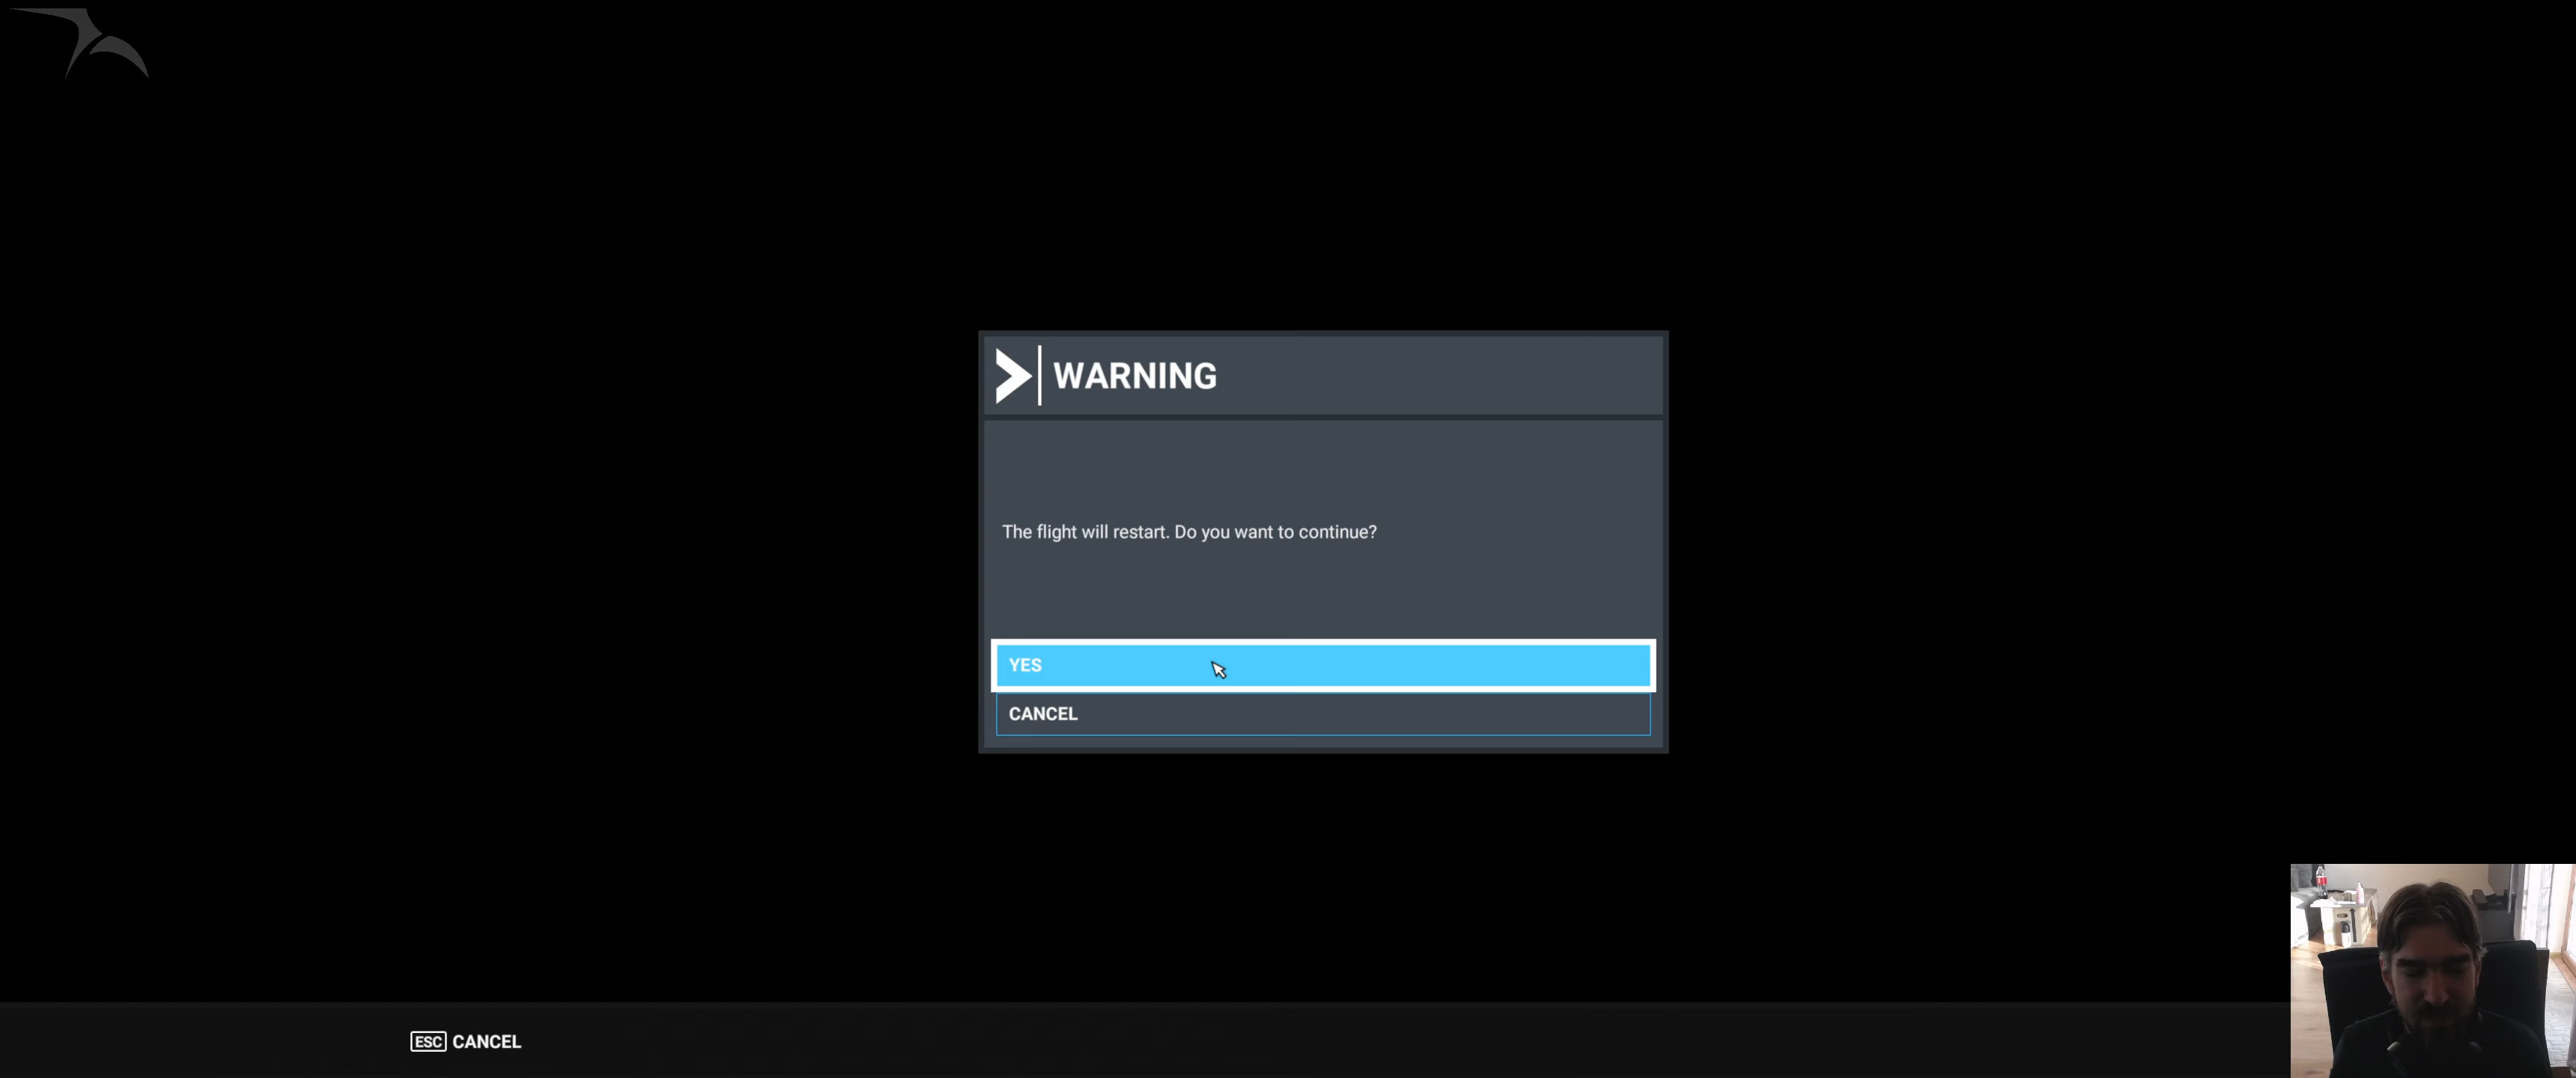 WARNING
The flight will restart. Do you want to continue?
YES
CANCEL
ESC CANCEL